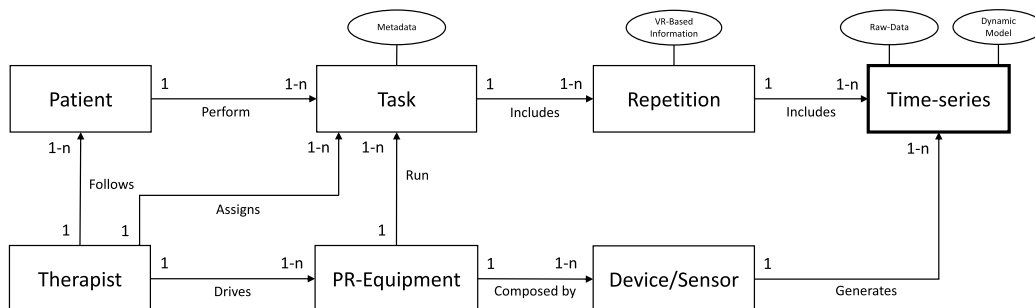 Metadata
VR-Based
Information
Raw-Data
Dynamic
Model
Patient
1
1-n
Perform
Task
1
1-n
Includes
Repetition
1
1-n
Includes
Time-series
1-n
1-n
1-n
1-n
Follows
Assigns
Run
1
1
1
Therapist
1
1-n
Drives
PR-Equipment
1
1-n
Composed by
Device/Sensor
1
Generates